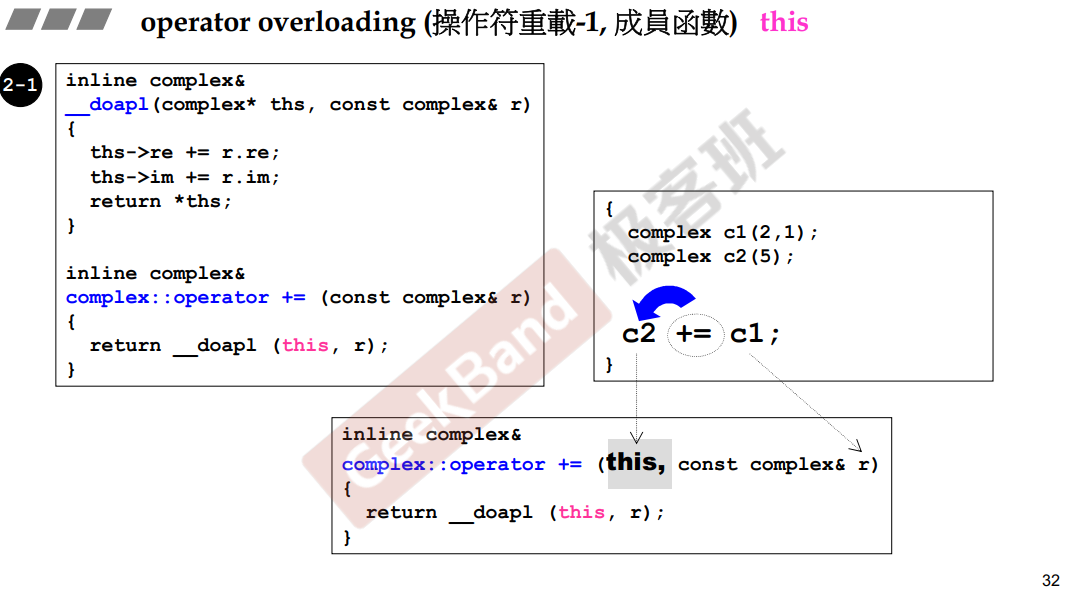 operator overloading (操作符重載-1, 成員函數) this
2-1
inline complex&
__doapl(complex* ths, const complex& r)
{
ths->re += r.re;
ths->im += r.im;
return *ths;
}
inline complex&
complex::operator += (const complex& r)
{
return __doapl (this, r);
}
{
complex c1(2,1);
complex c2(5);
c2 += c1;
}
inline complex&
complex::operator += (this, const complex& r)
{
return __doapl (this, r);
}
GeekBand 极客班
32